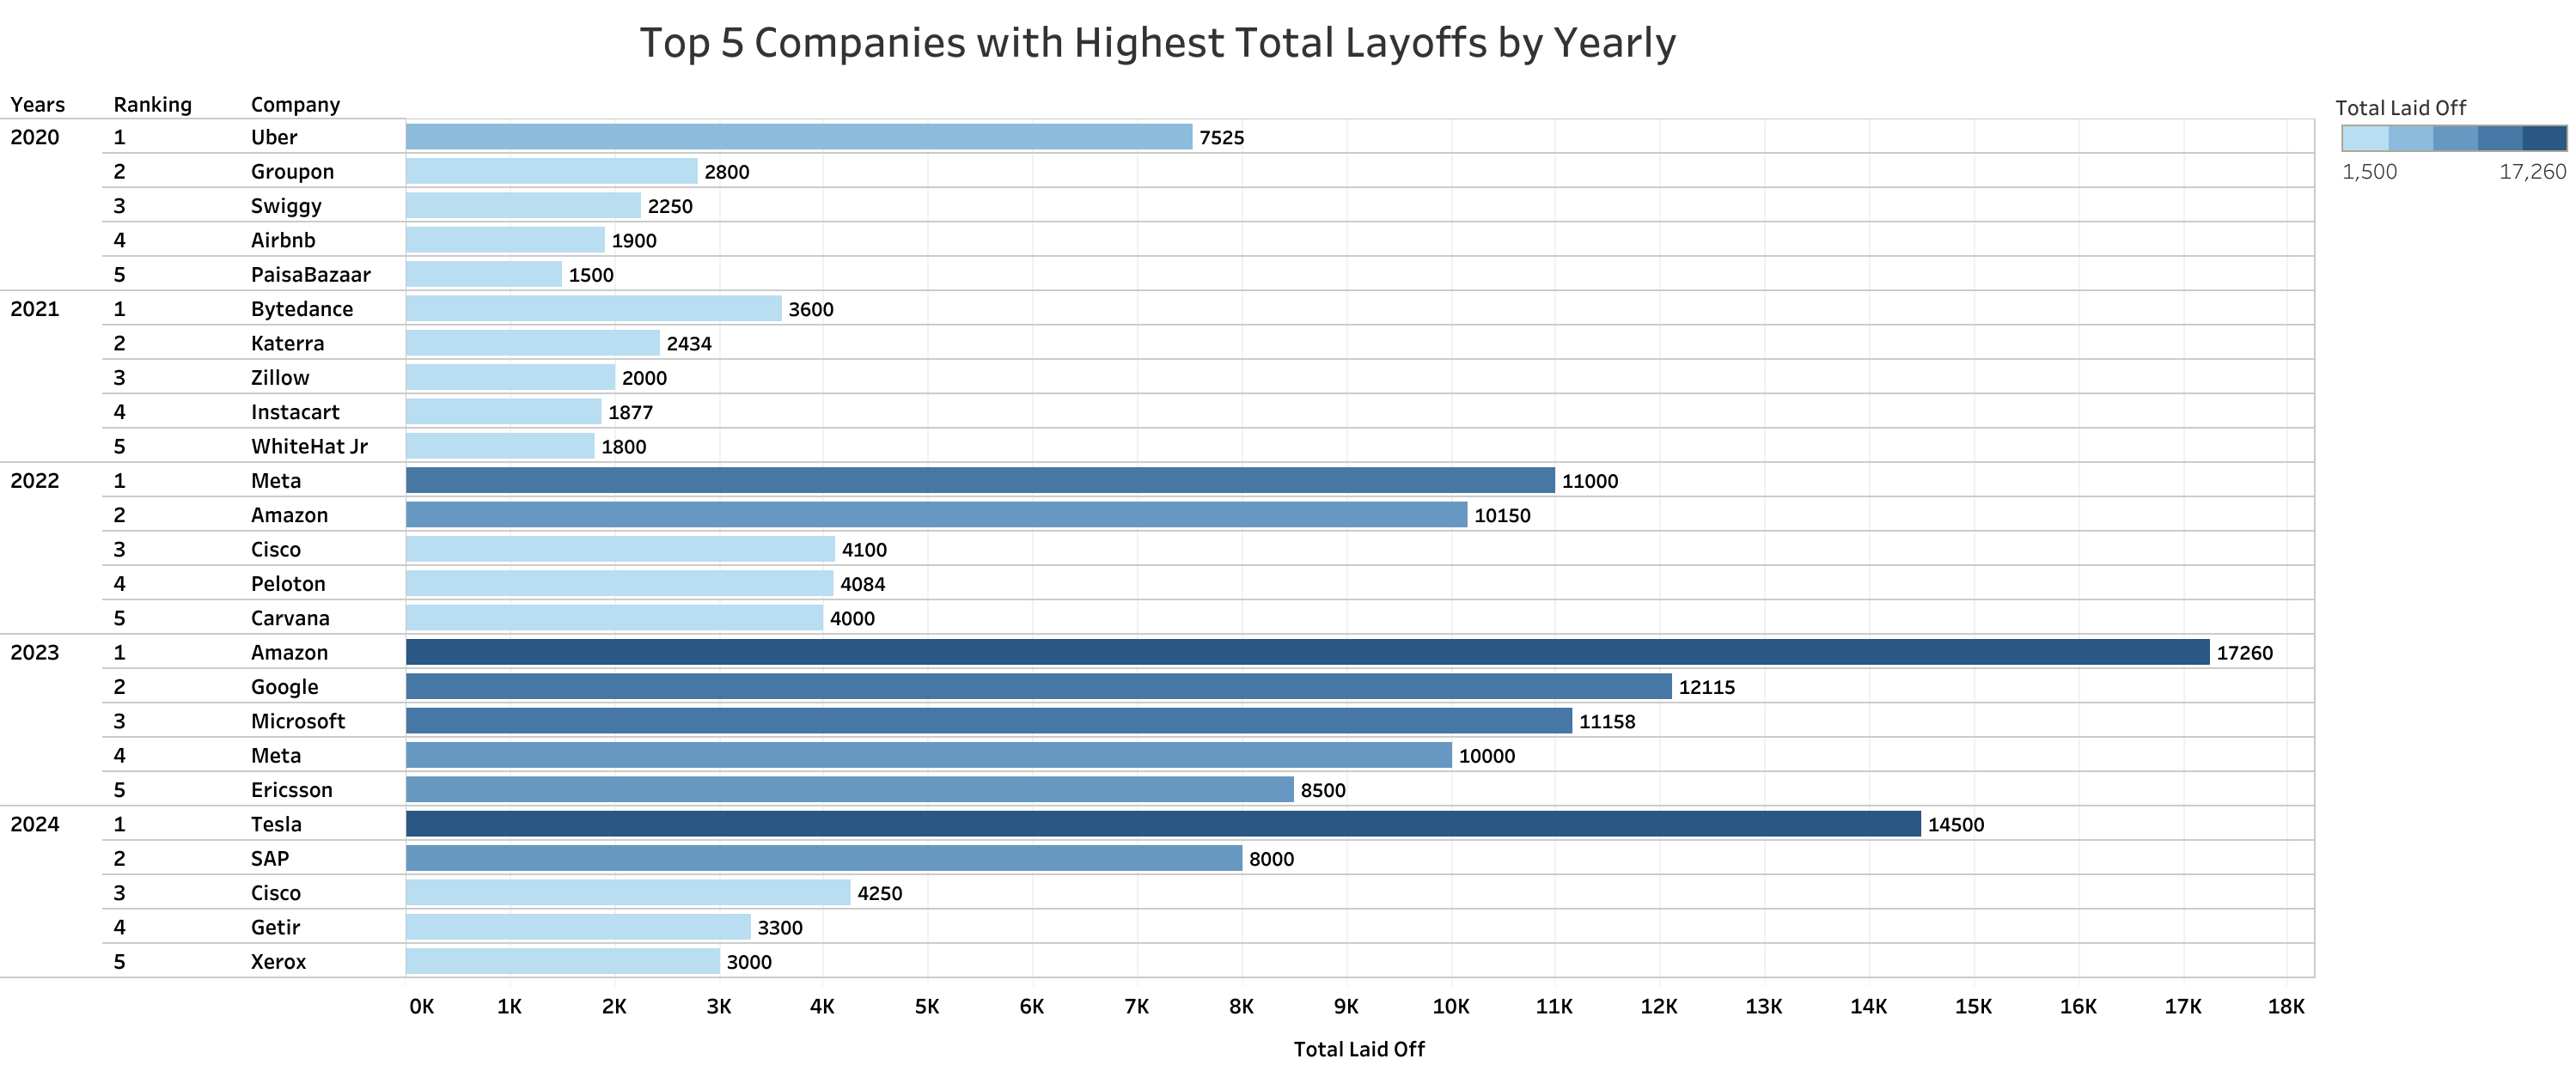 Top 5 Companies with Highest Total Layoffs by Yearly
Years Ranking Company
Total Laid Off
1,500 17,260
2020 1 Uber 7525
2 Groupon 2800
3 Swiggy 2250
4 Airbnb 1900
5 PaisaBazaar 1500
2021 1 Bytedance 3600
2 Katerra 2434
3 Zillow 2000
4 Instacart 1877
5 WhiteHat Jr 1800
2022 1 Meta 11000
2 Amazon 10150
3 Cisco 4100
4 Peloton 4084
5 Carvana 4000
2023 1 Amazon 17260
2 Google 12115
3 Microsoft 11158
4 Meta 10000
5 Ericsson 8500
2024 1 Tesla 14500
2 SAP 8000
3 Cisco 4250
4 Getir 3300
5 Xerox 3000
0K 1K 2K 3K 4K 5K 6K 7K 8K 9K 10K 11K 12K 13K 14K 15K 16K 17K 18K
Total Laid Off